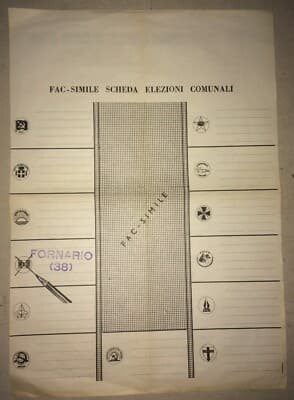 FAC-SIMILE SCHEDA ELEZIONI COMUNALI
FAC-SIMILE
FORNARIO
(38)